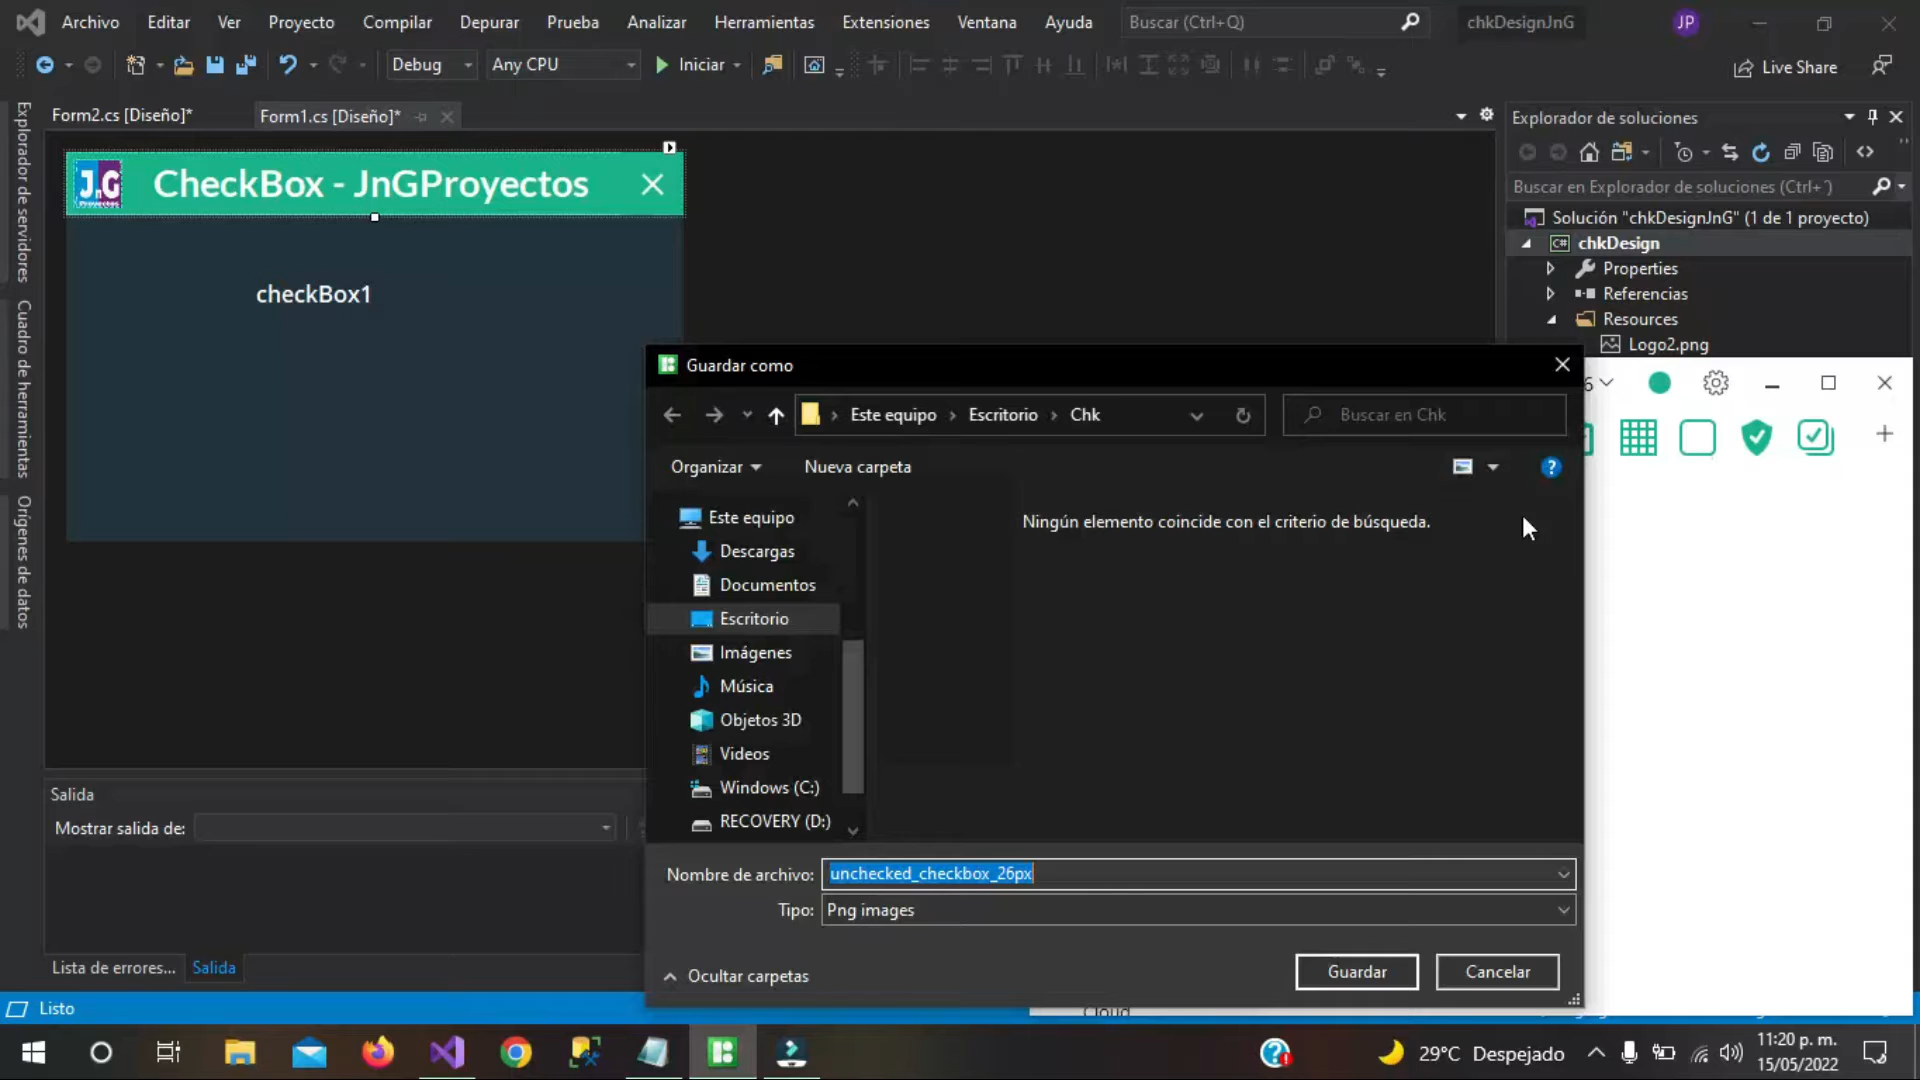 Archivo Editar Ver Proyecto Compilar Depurar Prueba Analizar Herramientas Extensiones Ventana Ayuda Buscar (Ctrl+Q) chkDesignJnG JP
Debug Any CPU Iniciar Live Share
Form2.cs [Diseño]* Form1.cs [Diseño]*
Explorador de servidores
Cuadro de herramientas
Orígenes de datos
JnG Proyectos
CheckBox - JnGProyectos
checkBox1
Explorador de soluciones
Buscar en Explorador de soluciones (Ctrl+´)
Solución "chkDesignJnG" (1 de 1 proyecto)
chkDesign
Properties
Referencias
Resources
Logo2.png
Guardar como
Este equipo Escritorio Chk
Buscar en Chk
Organizar Nueva carpeta
Este equipo
Descargas
Documentos
Escritorio
Imágenes
Música
Objetos 3D
Videos
Windows (C:)
RECOVERY (D:)
Ningún elemento coincide con el criterio de búsqueda.
Nombre de archivo: unchecked_checkbox_26px
Tipo: Png images
Ocultar carpetas
Guardar Cancelar
Salida
Mostrar salida de:
Lista de errores... Salida
Listo
29°C Despejado
11:20 p. m.
15/05/2022